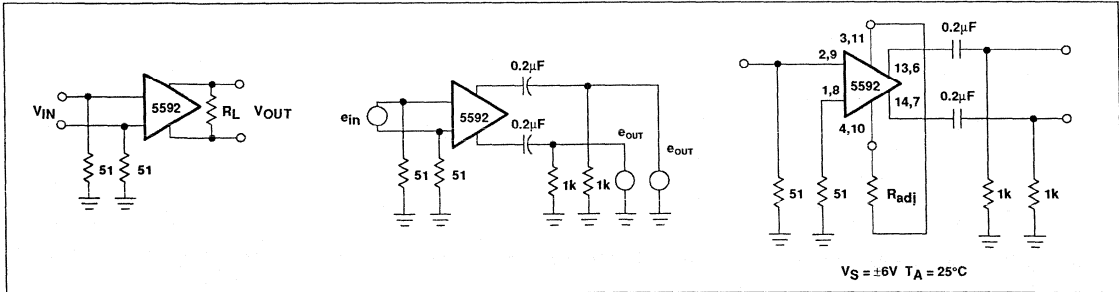 VIN
5592
RL
VOUT
51
51
ein
0.2µF
5592
0.2µF
eOUT
eOUT
51
51
1k
1k
3,11
0.2µF
2,9
13,6
5592
1,8
14,7
0.2µF
4,10
51
51
Radj
1k
1k
VS = ±6V TA = 25°C